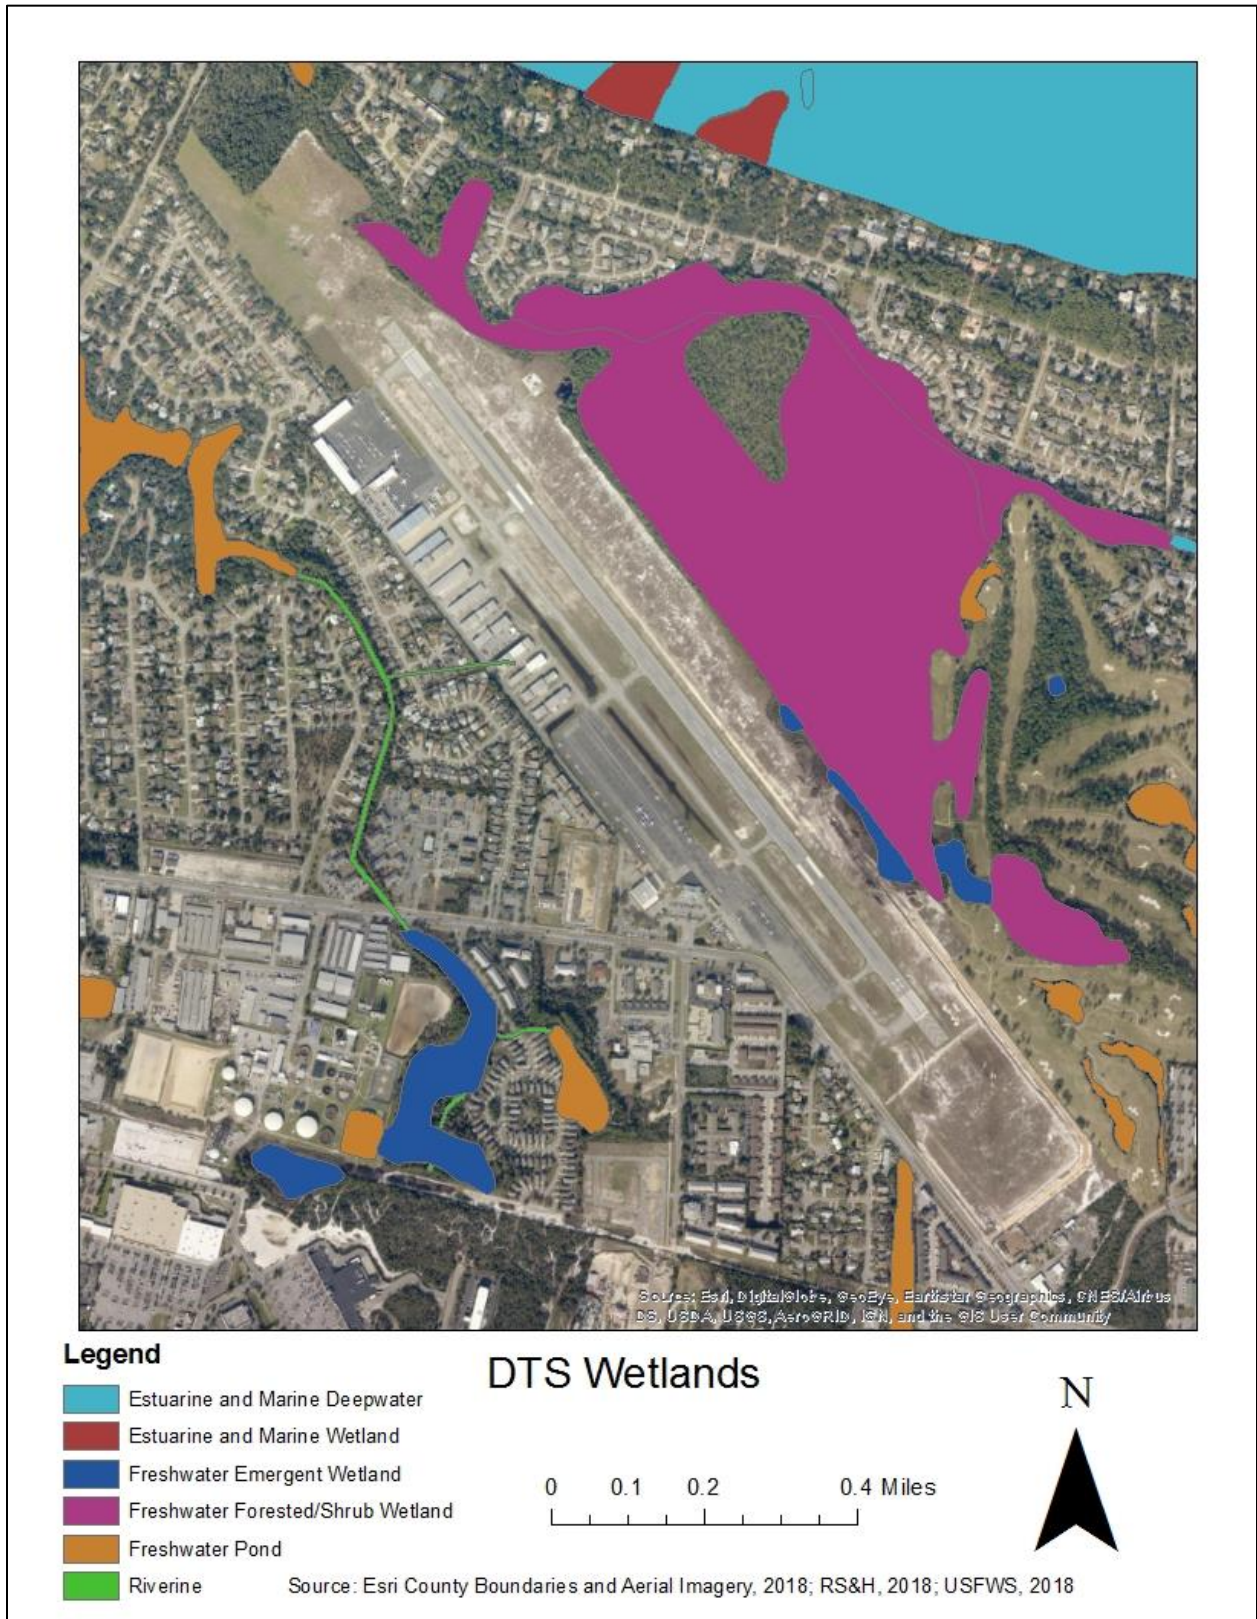 Source: Esri, DigitalGlobe, GeoEye, Earthstar Geographics, CNES/Airbus
DS, USDA, USGS, AeroGRID, IGN, and the GIS User Community
Legend
DTS Wetlands
Estuarine and Marine Deepwater
Estuarine and Marine Wetland
Freshwater Emergent Wetland
Freshwater Forested/Shrub Wetland
Freshwater Pond
Riverine
N
0 0.1 0.2 0.4 Miles
Source: Esri County Boundaries and Aerial Imagery, 2018; RS&H, 2018; USFWS, 2018